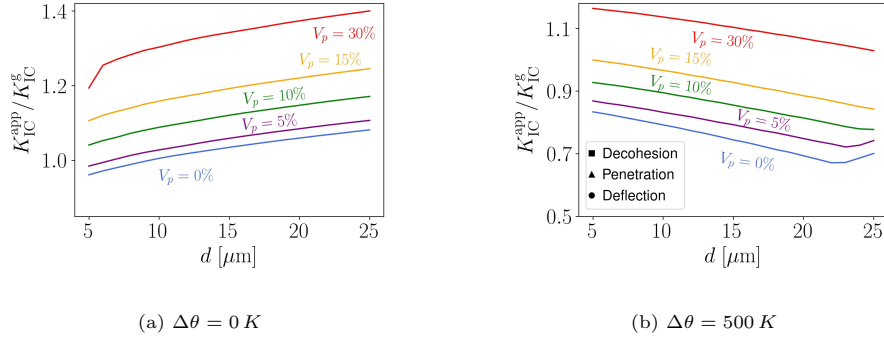 1.4
1.2
1.0
K_IC^app/K_IC^g
V_p = 30%
V_p = 15%
V_p = 10%
V_p = 5%
V_p = 0%
5 10 15 20 25
d [μm]
(a) Δθ = 0 K
1.1
0.9
0.7
0.5
K_IC^app/K_IC^g
V_p = 30%
V_p = 15%
V_p = 10%
V_p = 5%
V_p = 0%
Decohesion
Penetration
Deflection
5 10 15 20 25
d [μm]
(b) Δθ = 500 K